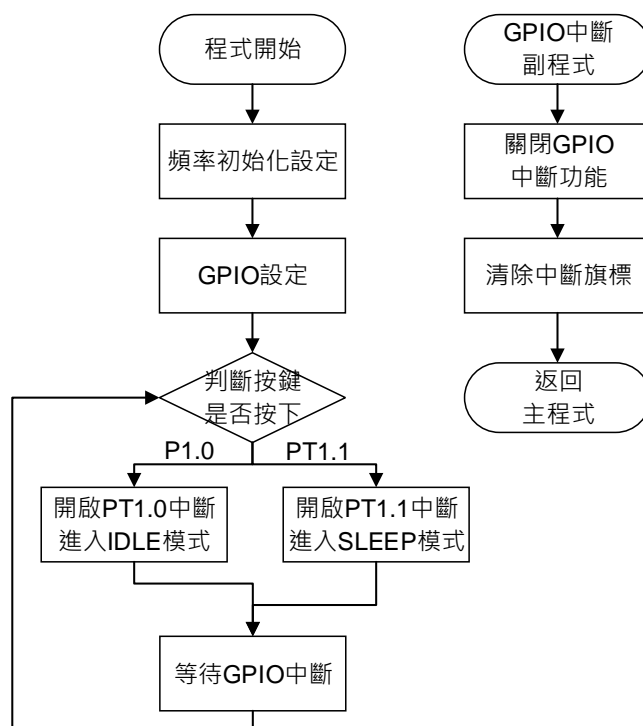 程式開始
頻率初始化設定
GPIO設定
判斷按鍵
是否按下
P1.0
PT1.1
開啟PT1.0中斷
進入IDLE模式
開啟PT1.1中斷
進入SLEEP模式
等待GPIO中斷
GPIO中斷
副程式
關閉GPIO
中斷功能
清除中斷旗標
返回
主程式